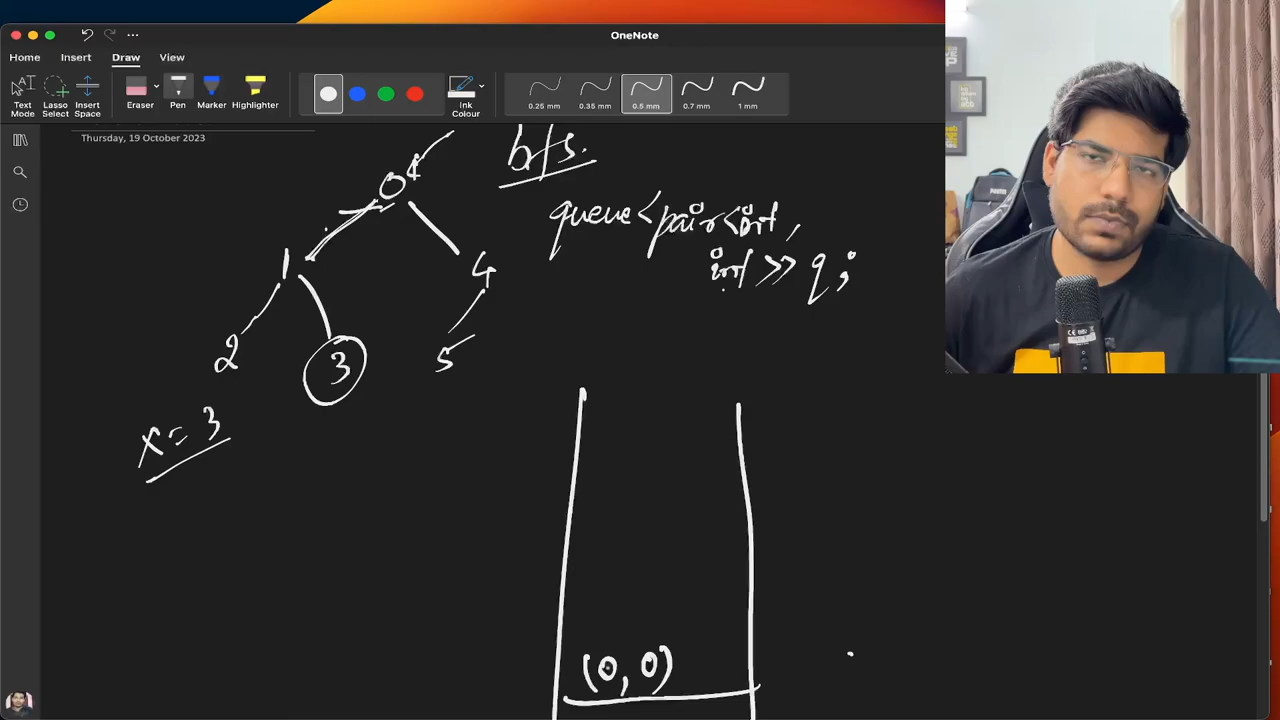 OneNote
Home
Insert
Draw
View
Text Mode
Lasso Select
Insert Space
Eraser
Pen
Marker
Highlighter
0.25 mm
0.35 mm
0.5 mm
0.7 mm
1 mm
Ink Colour
Thursday, 19 October 2023
bfs.
0
queue<pair<int,
int>> q;
1
4
2
3
5
x = 3
(0, 0)